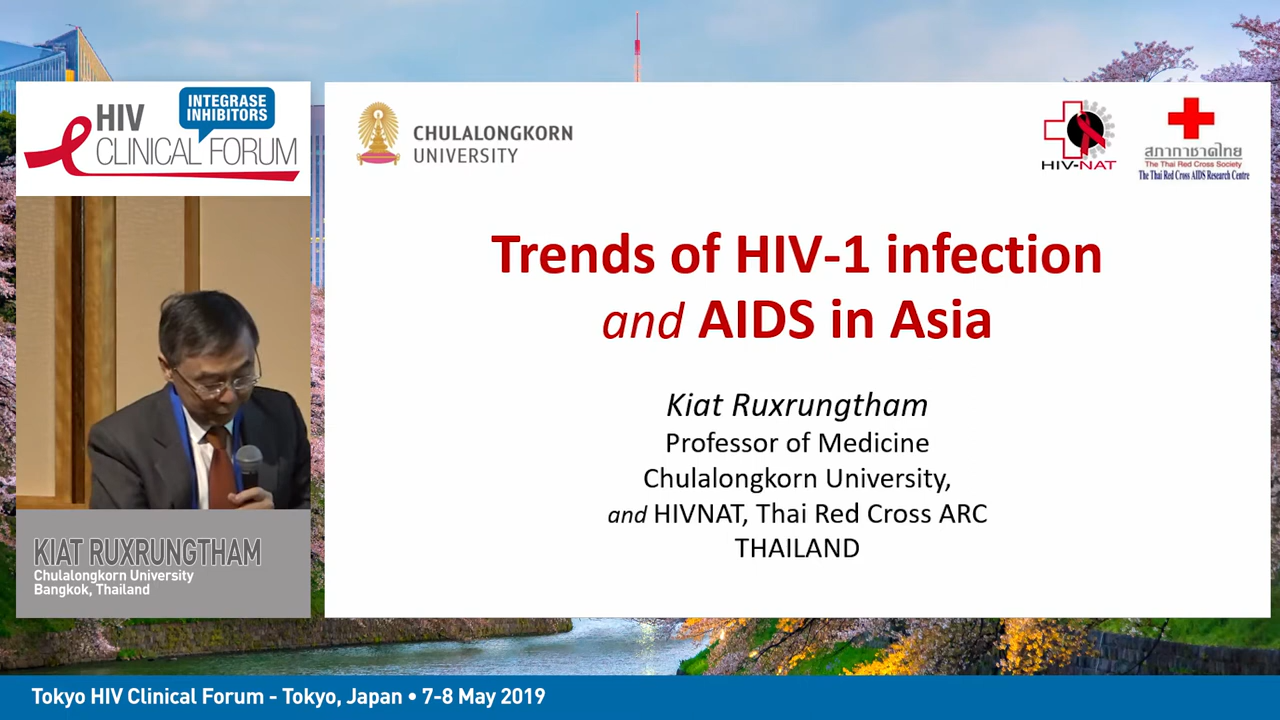 HIV
INTEGRASE
INHIBITORS
CLINICAL FORUM
CHULALONGKORN
UNIVERSITY
HIV-NAT
สภากาชาดไทย
The Thai Red Cross Society
The Thai Red Cross AIDS Research Centre
Trends of HIV-1 infection
and AIDS in Asia
Kiat Ruxrungtham
Professor of Medicine
Chulalongkorn University,
and HIVNAT, Thai Red Cross ARC
THAILAND
KIAT RUXRUNGTHAM
Chulalongkorn University
Bangkok, Thailand
Tokyo HIV Clinical Forum - Tokyo, Japan • 7-8 May 2019